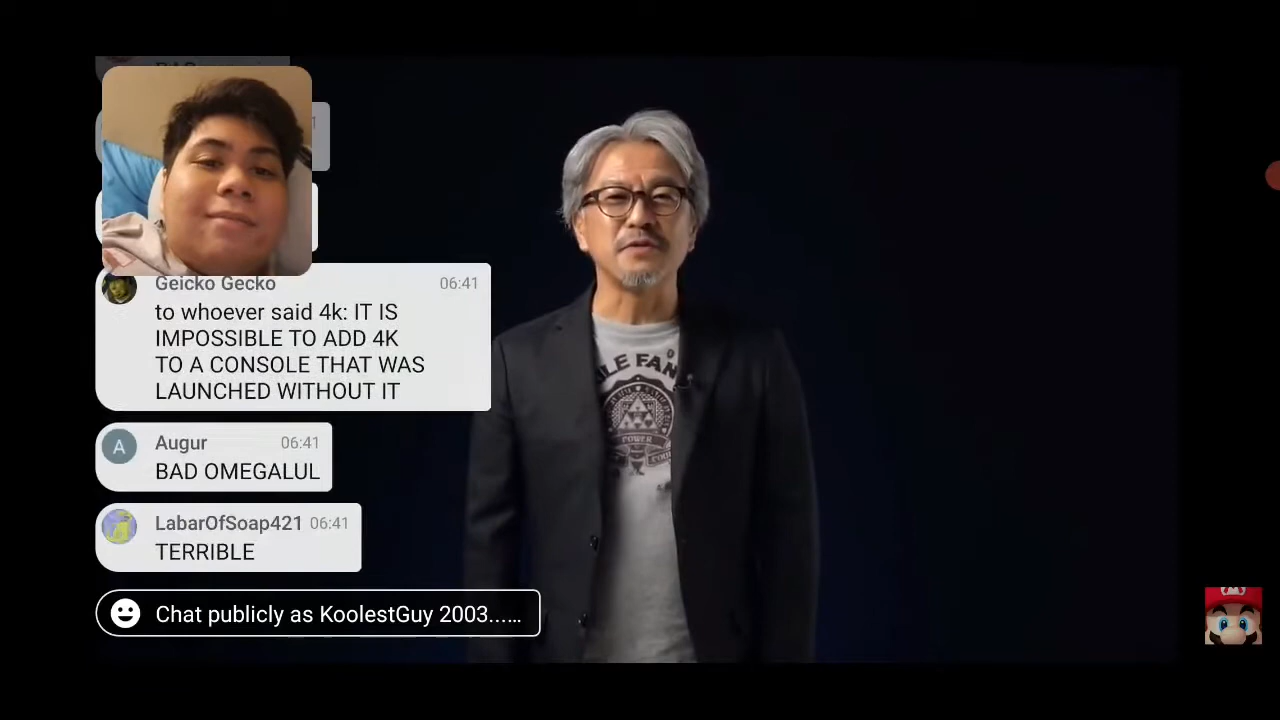 Geicko Gecko 06:41
to whoever said 4k: IT IS
IMPOSSIBLE TO ADD 4K
TO A CONSOLE THAT WAS
LAUNCHED WITHOUT IT
A
Augur 06:41
BAD OMEGALUL
LabarOfSoap421 06:41
TERRIBLE
Chat publicly as KoolestGuy 2003......
POWER
M